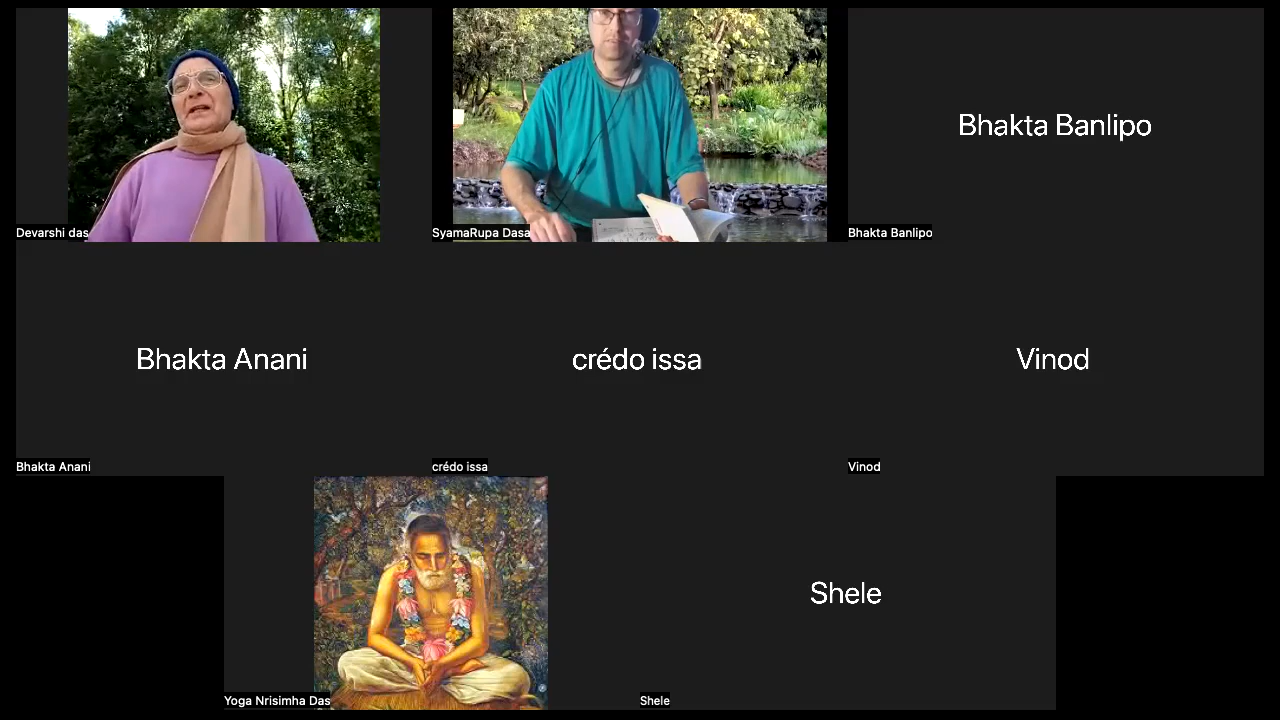 Devarshi das
SyamaRupa Dasa
Bhakta Banlipo
Bhakta Banlipo
Bhakta Anani
Bhakta Anani
crédo issa
crédo issa
Vinod
Vinod
Yoga Nrisimha Das
Shele
Shele